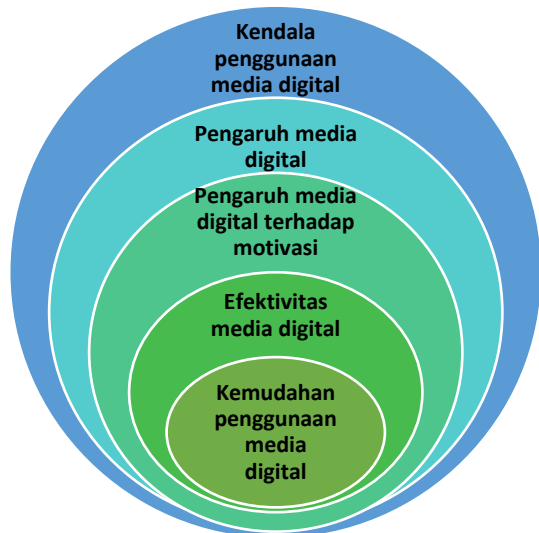 Kendala
penggunaan
media digital
Pengaruh media
digital
Pengaruh media
digital terhadap
motivasi
Efektivitas
media digital
Kemudahan
penggunaan
media
digital